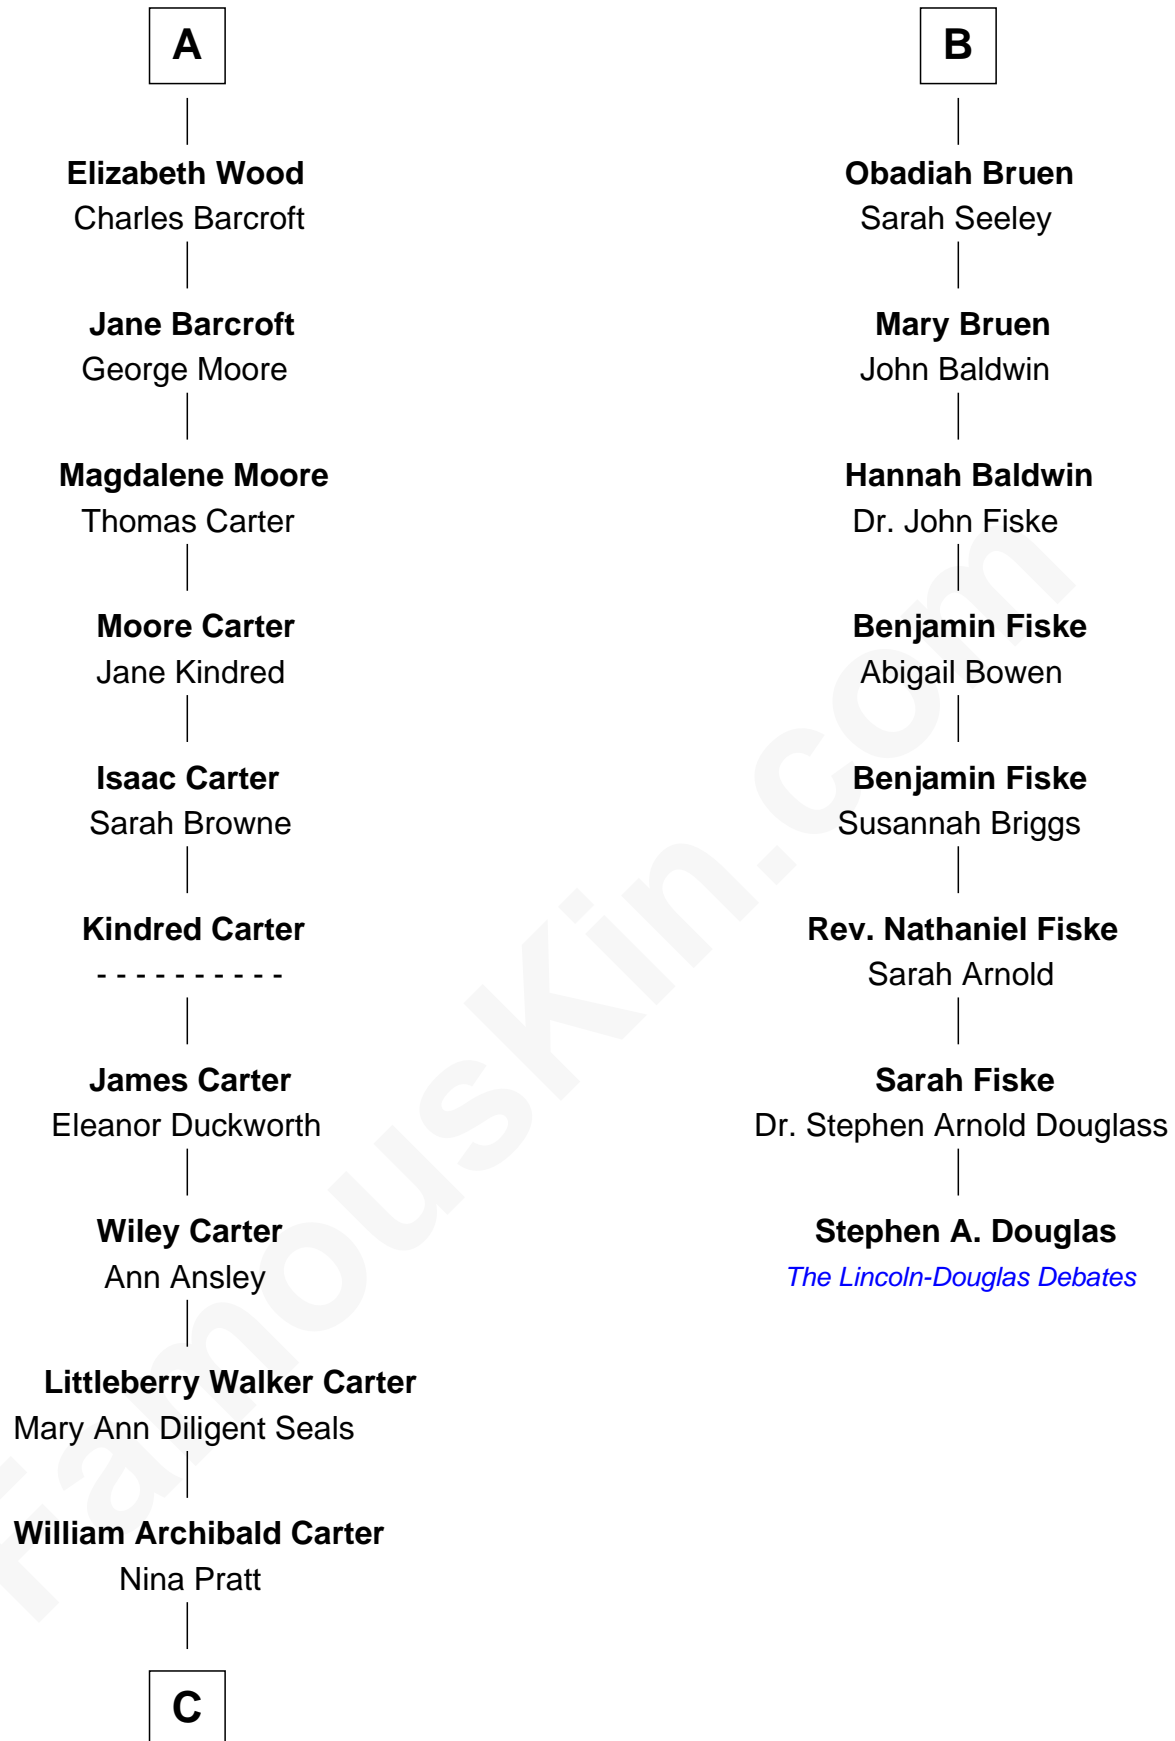 A
Elizabeth Wood
Charles Barcroft
Jane Barcroft
George Moore
Magdalene Moore
Thomas Carter
Moore Carter
Jane Kindred
Isaac Carter
Sarah Browne
Kindred Carter
- - - - - - - - - -
James Carter
Eleanor Duckworth
Wiley Carter
Ann Ansley
Littleberry Walker Carter
Mary Ann Diligent Seals
William Archibald Carter
Nina Pratt
C
B
Obadiah Bruen
Sarah Seeley
Mary Bruen
John Baldwin
Hannah Baldwin
Dr. John Fiske
Benjamin Fiske
Abigail Bowen
Benjamin Fiske
Susannah Briggs
Rev. Nathaniel Fiske
Sarah Arnold
Sarah Fiske
Dr. Stephen Arnold Douglass
Stephen A. Douglas
The Lincoln-Douglas Debates
FamousKin.com